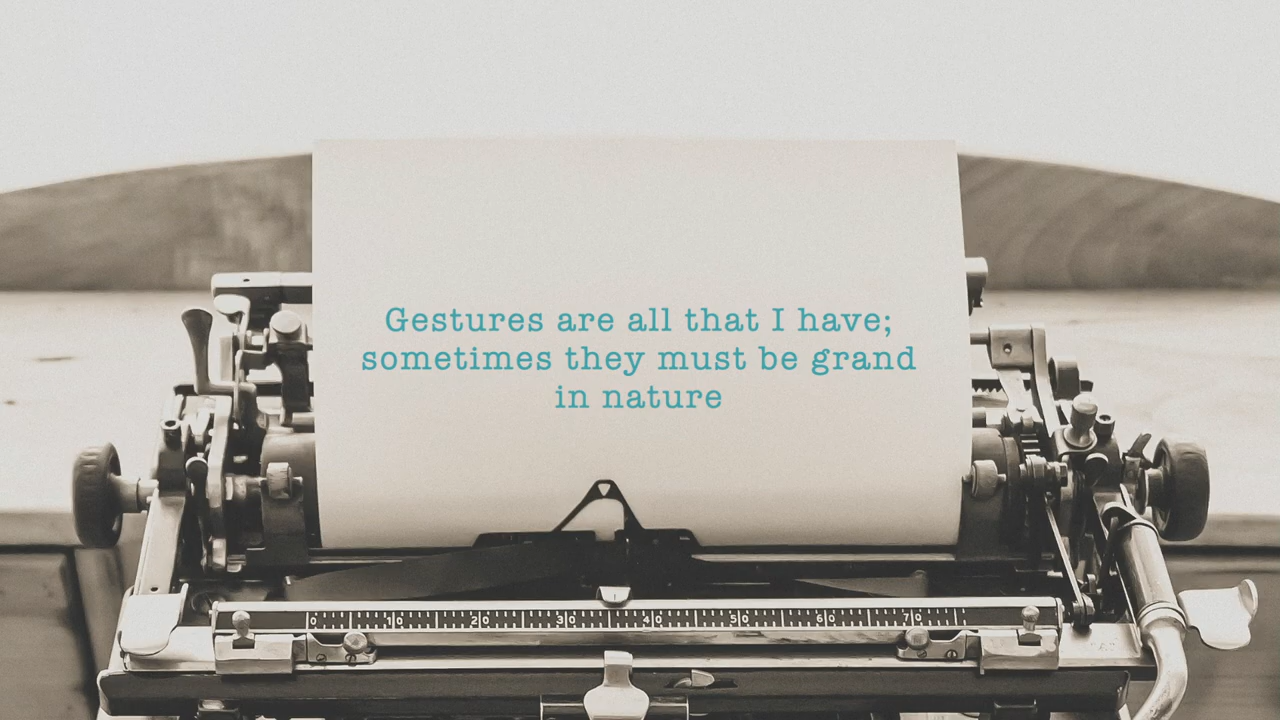 Gestures are all that I have;
sometimes they must be grand
in nature
0 10 20 30 40 50 60 70